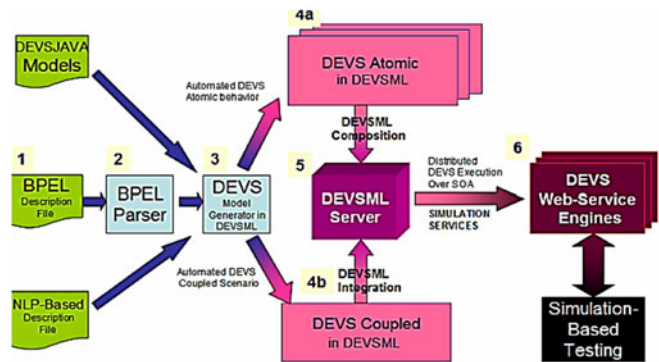 4a
DEVSJAVA
Models
DEVS Atomic
in DEVSML
Automated DEVS
Atomic behavior
DEVSML
Composition
1
2
3
5
6
BPEL
Description
File
BPEL
Parser
DEVS
Model
Generator in
DEVSML
DEVSML
Server
Distributed
DEVS Execution
Over SOA
SIMULATION
SERVICES
DEVS
Web-Service
Engines
Automated DEVS
Coupled Scenario
4b
DEVSML
Integration
NLP-Based
Description
File
DEVS Coupled
in DEVSML
Simulation-
Based
Testing